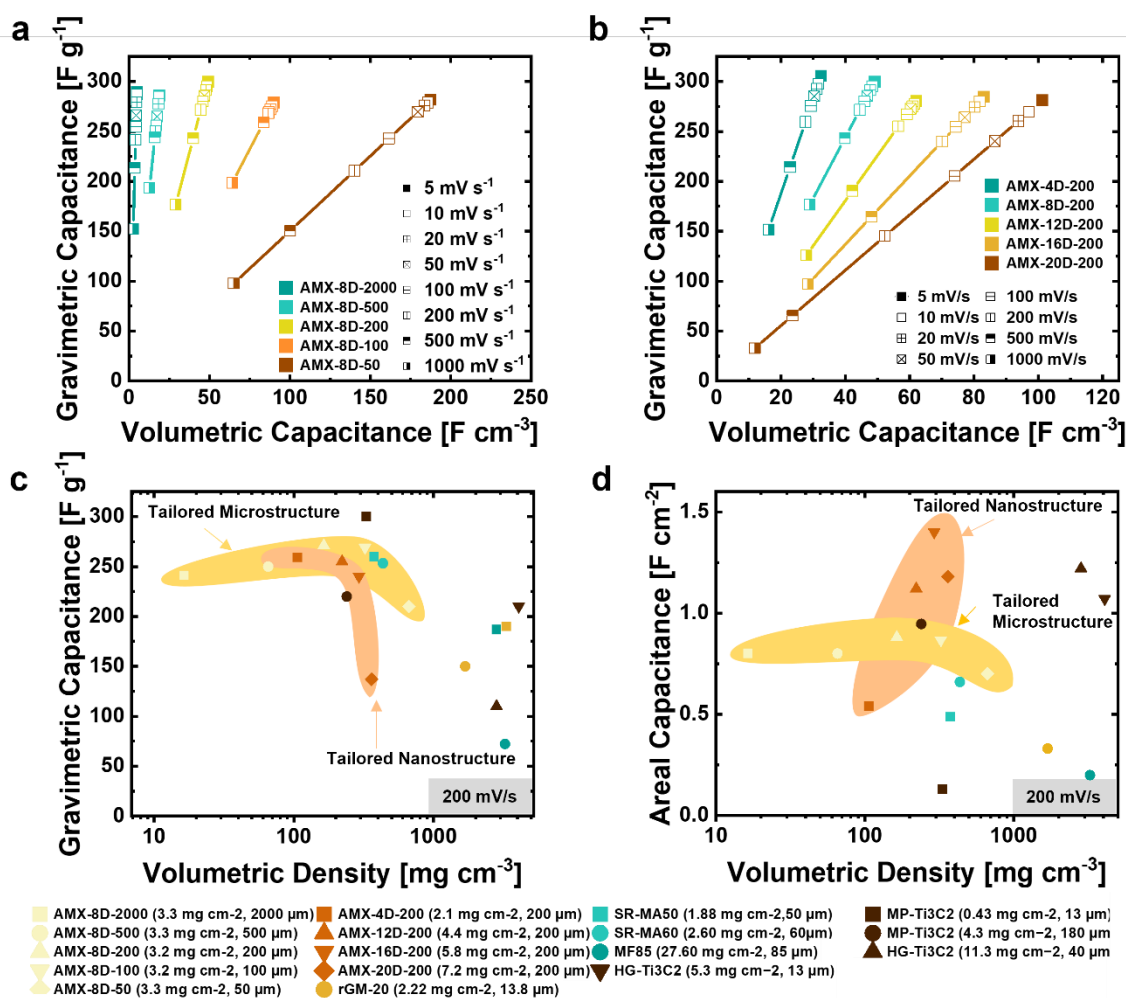 a
Gravimetric Capacitance [F g-1]
300
250
200
150
100
50
0
0 50 100 150 200 250
Volumetric Capacitance [F cm-3]
AMX-8D-2000
AMX-8D-500
AMX-8D-200
AMX-8D-100
AMX-8D-50
5 mV s-1
10 mV s-1
20 mV s-1
50 mV s-1
100 mV s-1
200 mV s-1
500 mV s-1
1000 mV s-1
b
Gravimetric Capacitance [F g-1]
300
250
200
150
100
50
0
0 20 40 60 80 100 120
Volumetric Capacitance [F cm-3]
AMX-4D-200
AMX-8D-200
AMX-12D-200
AMX-16D-200
AMX-20D-200
5 mV/s
10 mV/s
20 mV/s
50 mV/s
100 mV/s
200 mV/s
500 mV/s
1000 mV/s
c
Gravimetric Capacitance [F g-1]
300
250
200
150
100
50
0
10 100 1000
Volumetric Density [mg cm-3]
Tailored Microstructure
Tailored Nanostructure
200 mV/s
d
Areal Capacitance [F cm-2]
1.5
1.0
0.5
0.0
10 100 1000
Volumetric Density [mg cm-3]
Tailored Nanostructure
Tailored
Microstructure
200 mV/s
AMX-8D-2000 (3.3 mg cm-2, 2000 µm)
AMX-8D-500 (3.3 mg cm-2, 500 µm)
AMX-8D-200 (3.2 mg cm-2, 200 µm)
AMX-8D-100 (3.2 mg cm-2, 100 µm)
AMX-8D-50 (3.3 mg cm-2, 50 µm)
AMX-4D-200 (2.1 mg cm-2, 200 µm)
AMX-12D-200 (4.4 mg cm-2, 200 µm)
AMX-16D-200 (5.8 mg cm-2, 200 µm)
AMX-20D-200 (7.2 mg cm-2, 200 µm)
rGM-20 (2.22 mg cm-2, 13.8 µm)
SR-MA50 (1.88 mg cm-2,50 µm)
SR-MA60 (2.60 mg cm-2, 60µm)
MF85 (27.60 mg cm-2, 85 µm)
HG-Ti3C2 (5.3 mg cm−2, 13 µm)
MP-Ti3C2 (0.43 mg cm-2, 13 µm)
MP-Ti3C2 (4.3 mg cm-2, 180 µm)
HG-Ti3C2 (11.3 mg cm-2, 40 µm)